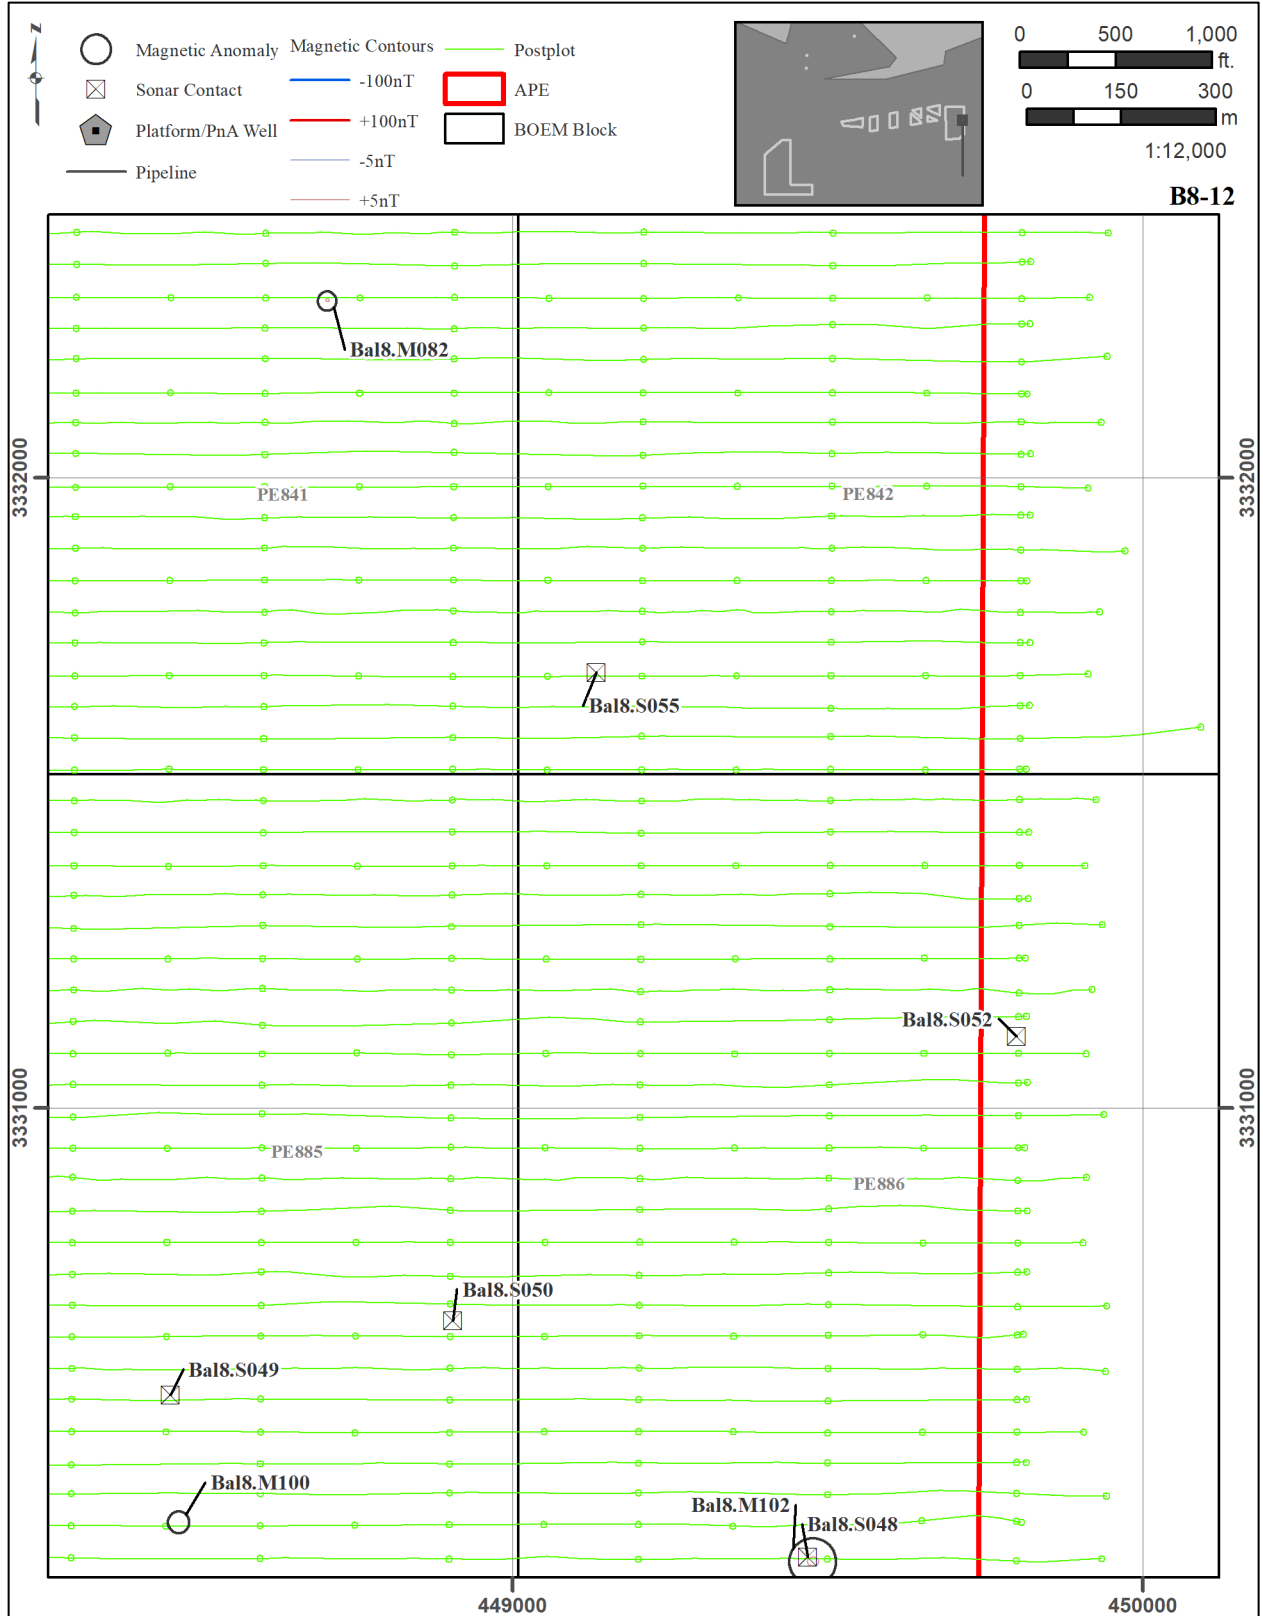 N
Magnetic Anomaly
Sonar Contact
Platform/PnA Well
Pipeline
Magnetic Contours
-100nT
+100nT
-5nT
+5nT
Postplot
APE
BOEM Block
0 500 1,000
ft.
0 150 300
m
1:12,000
B8-12
Bal8.M082
3332000
3332000
PE841
PE842
Bal8.S055
Bal8.S052
3331000
3331000
PE885
PE886
Bal8.S050
Bal8.S049
Bal8.M100
Bal8.M102
Bal8.S048
449000
450000